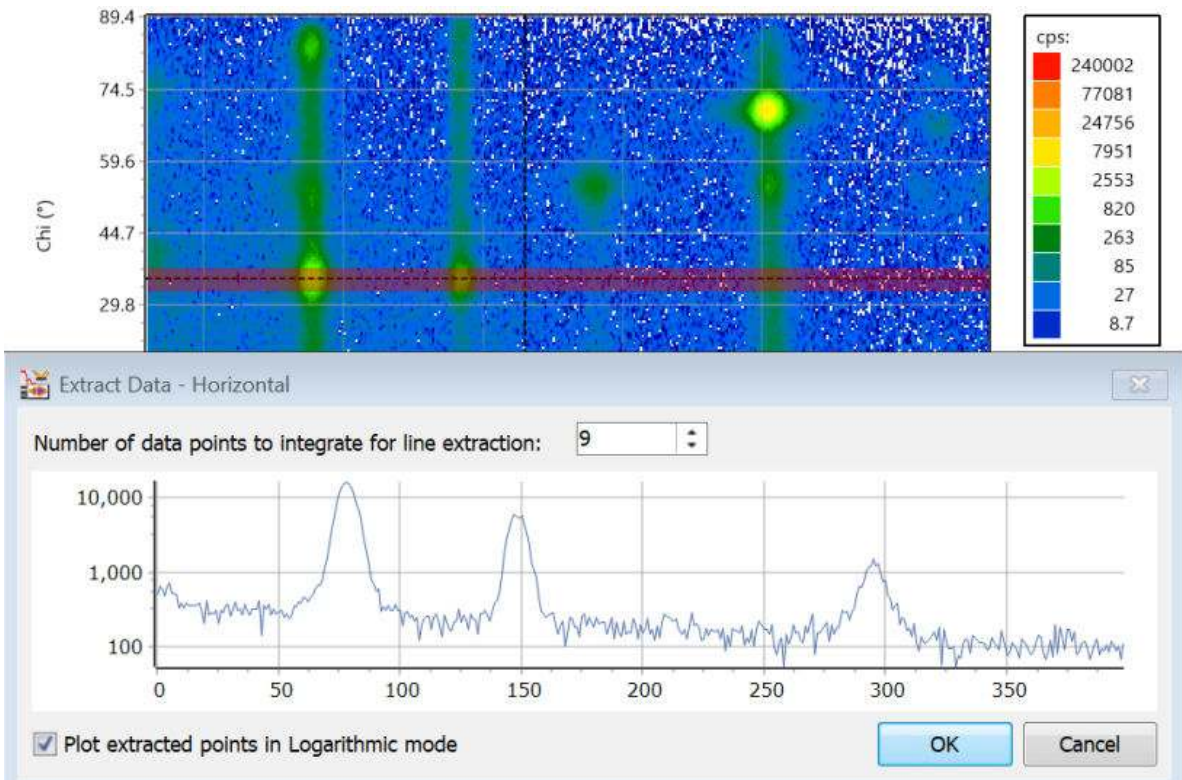 89.4
74.5
59.6
44.7
29.8
Chi (°)
cps:
240002
77081
24756
7951
2553
820
263
85
27
8.7
Extract Data - Horizontal
Number of data points to integrate for line extraction: 9
10,000
1,000
100
0 50 100 150 200 250 300 350
Plot extracted points in Logarithmic mode
OK Cancel